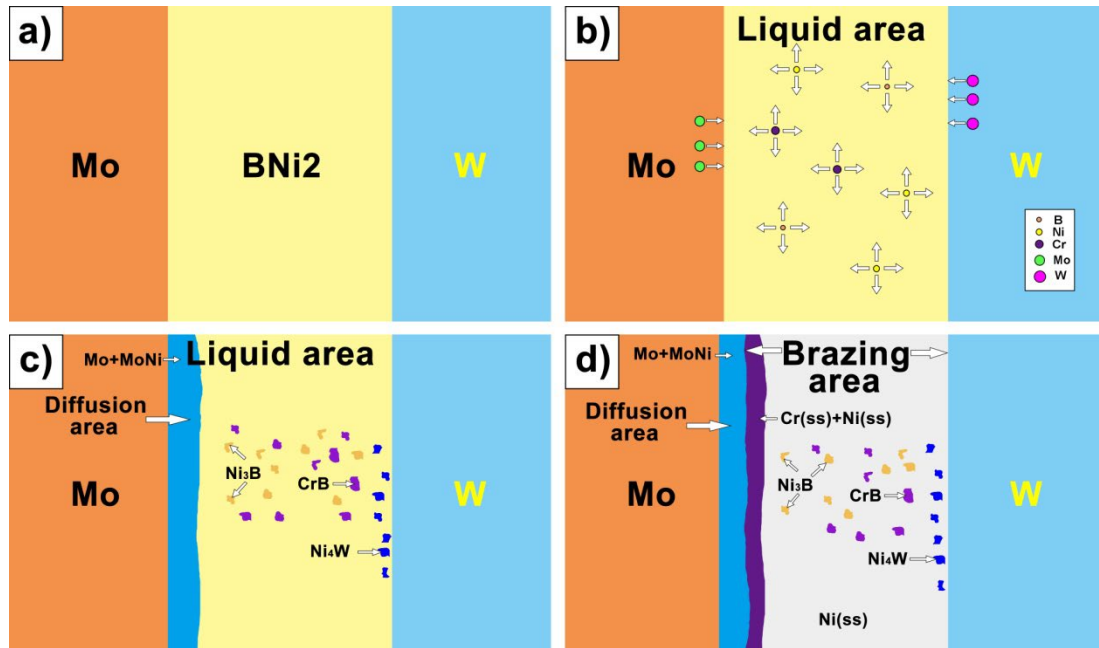 a)
Mo
BNi2
W
b)
Liquid area
Mo
W
B
Ni
Cr
Mo
W
c)
Mo+MoNi
Liquid area
Diffusion
area
Ni₃B
CrB
Mo
W
Ni₄W
d)
Mo+MoNi
Brazing
area
Diffusion
area
Cr(ss)+Ni(ss)
Ni₃B
CrB
Mo
W
Ni₄W
Ni(ss)